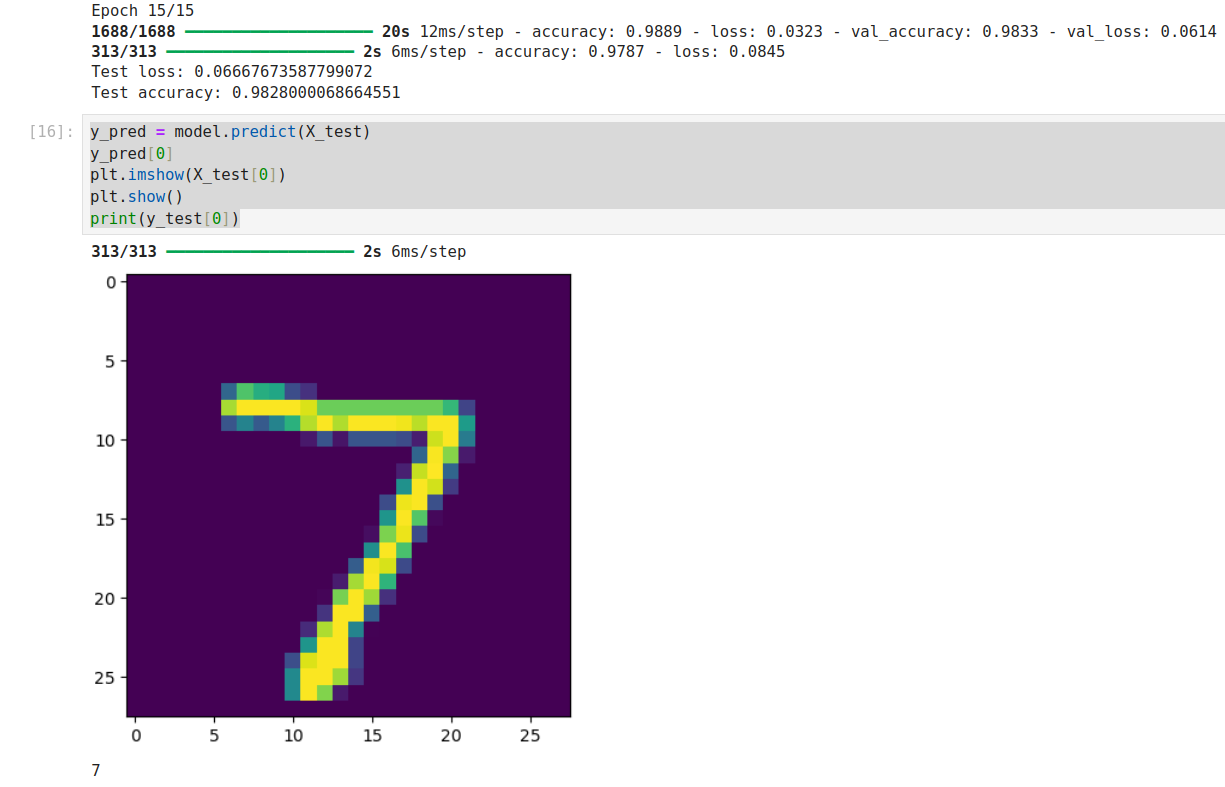 Epoch 15/15
1688/1688 ━━━━━━━━━━━━━━━━━━━━ 20s 12ms/step - accuracy: 0.9889 - loss: 0.0323 - val_accuracy: 0.9833 - val_loss: 0.0614
313/313 ━━━━━━━━━━━━━━━━━━━━ 2s 6ms/step - accuracy: 0.9787 - loss: 0.0845
Test loss: 0.06667673587799072
Test accuracy: 0.9828000068664551
[16]: y_pred = model.predict(X_test)
y_pred[0]
plt.imshow(X_test[0])
plt.show()
print(y_test[0])
313/313 ━━━━━━━━━━━━━━━━━━━━ 2s 6ms/step
0
5
10
15
20
25
0 5 10 15 20 25
7